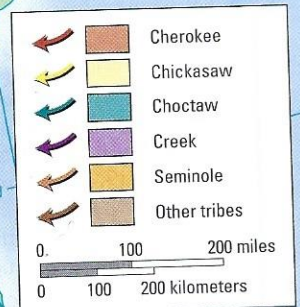 Cherokee
Chickasaw
Choctaw
Creek
Seminole
Other tribes
0. 100 200 miles
0 100 200 kilometers